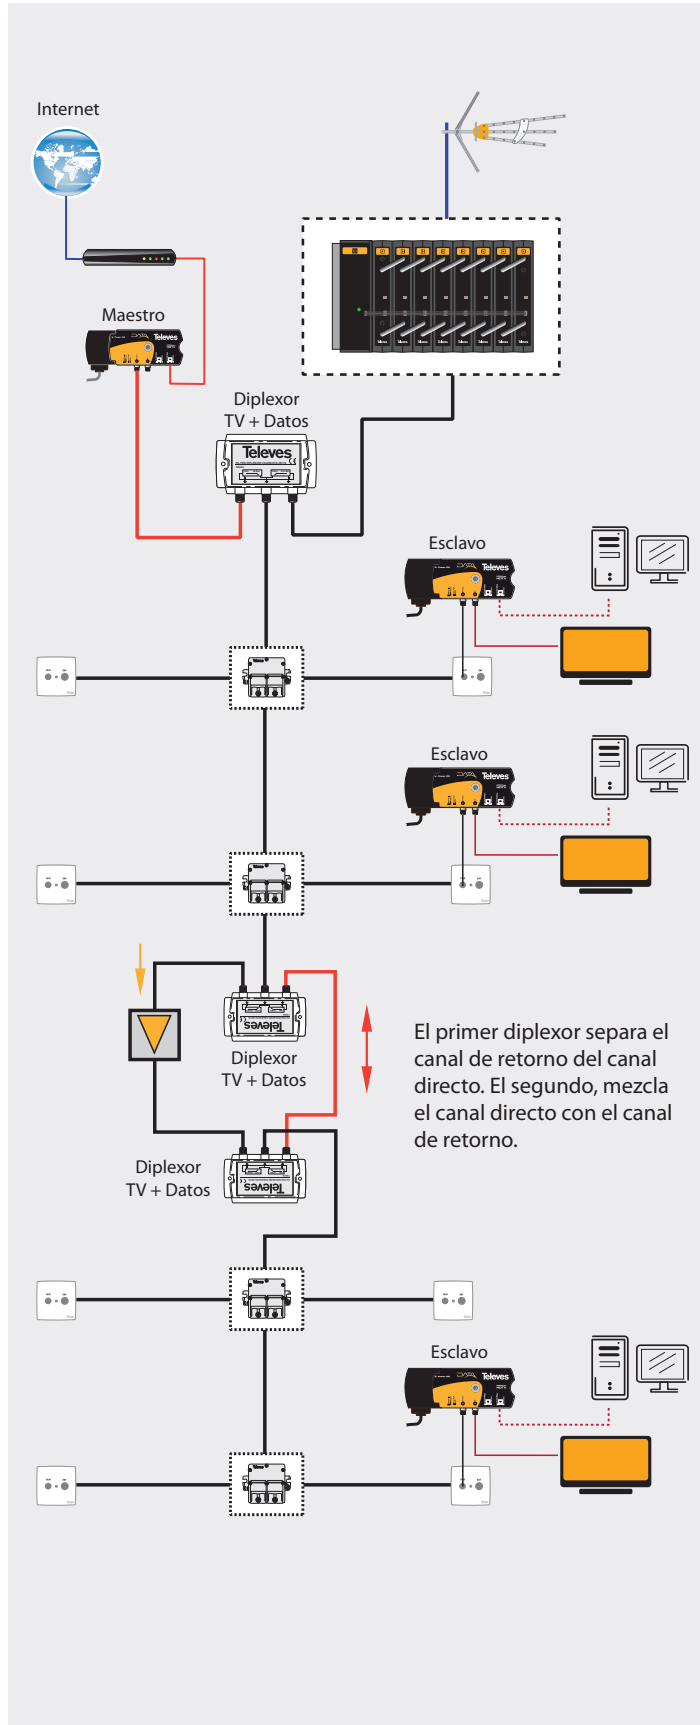 Internet
Maestro
Televes
Diplexor
TV + Datos
Televes
Esclavo
Televes
Esclavo
Televes
Televes
Diplexor
TV + Datos
El primer diplexor separa el
canal de retorno del canal
directo. El segundo, mezcla
el canal directo con el canal
de retorno.
Diplexor
TV + Datos
Televes
Esclavo
Televes